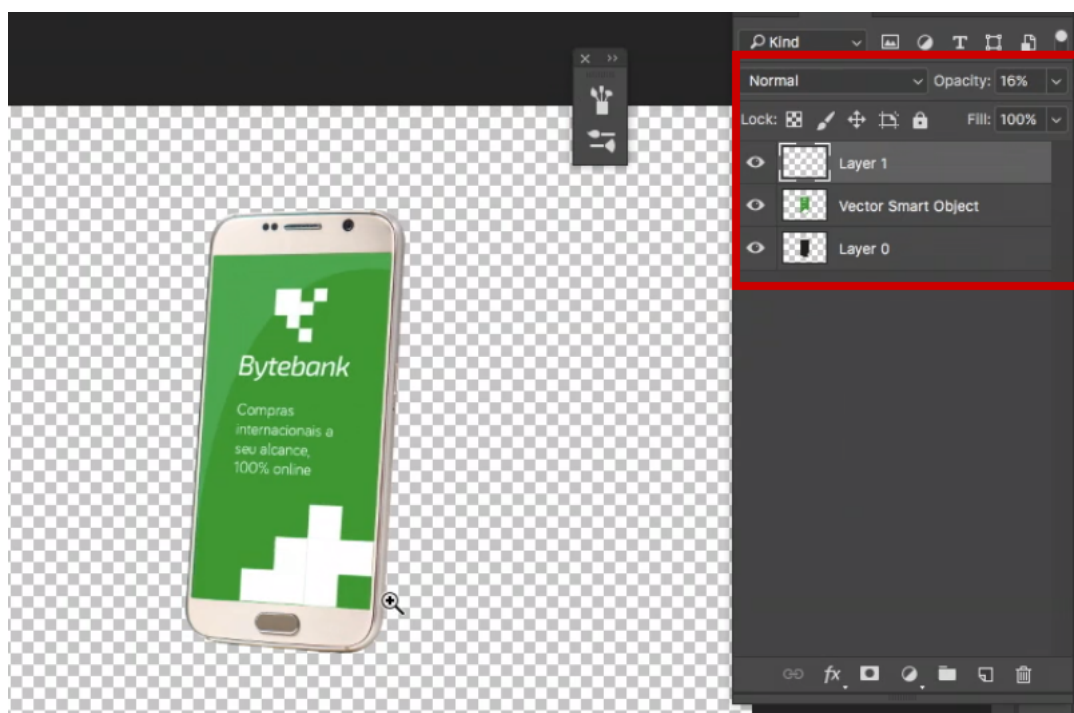 Kind
Normal
Opacity: 16%
Lock:
Fill: 100%
Layer 1
Vector Smart Object
Layer 0
fx
Bytebank
Compras
internacionais a
seu alcance,
100% online